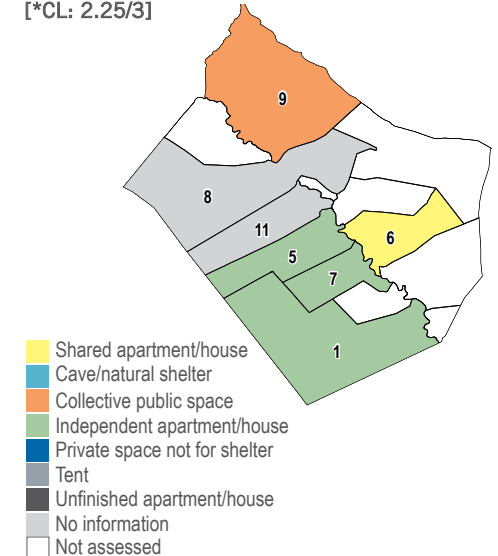 [*CL: 2.25/3]
9
8
11
6
5
7
1
Shared apartment/house
Cave/natural shelter
Collective public space
Independent apartment/house
Private space not for shelter
Tent
Unfinished apartment/house
No information
Not assessed